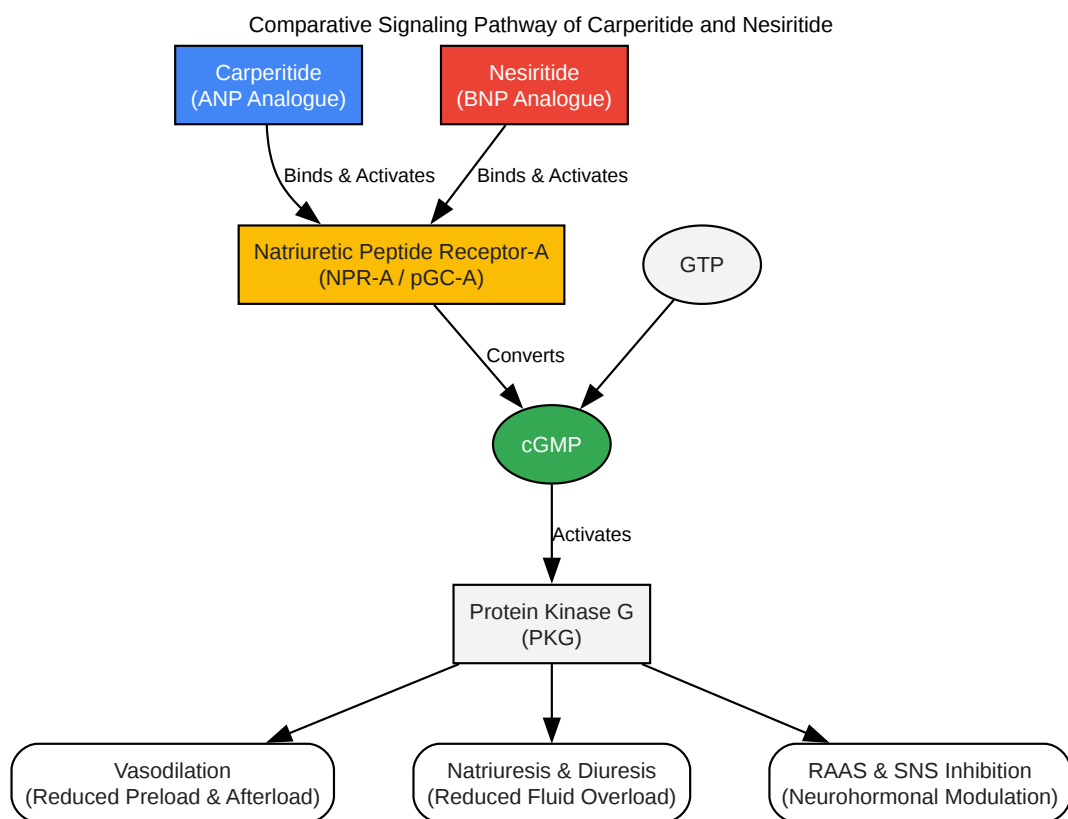 Comparative Signaling Pathway of Carperitide and Nesiritide
Carperitide
(ANP Analogue)
Nesiritide
(BNP Analogue)
Binds & Activates
Binds & Activates
Natriuretic Peptide Receptor-A
(NPR-A / pGC-A)
GTP
Converts
cGMP
Activates
Protein Kinase G
(PKG)
Vasodilation
(Reduced Preload & Afterload)
Natriuresis & Diuresis
(Reduced Fluid Overload)
RAAS & SNS Inhibition
(Neurohormonal Modulation)